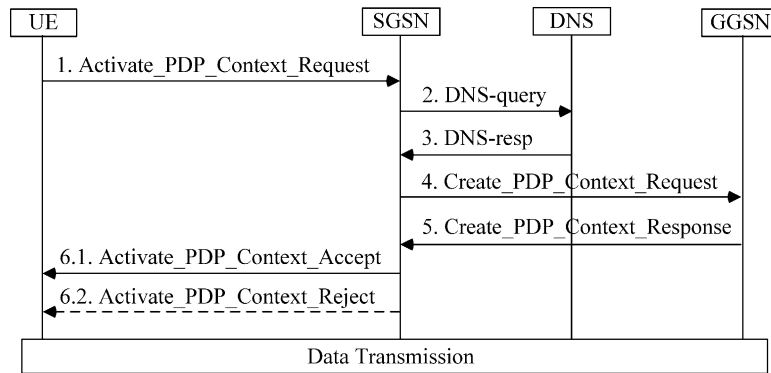 UE
SGSN
DNS
GGSN
1. Activate_PDP_Context_Request
2. DNS-query
3. DNS-resp
4. Create_PDP_Context_Request
5. Create_PDP_Context_Response
6.1. Activate_PDP_Context_Accept
6.2. Activate_PDP_Context_Reject
Data Transmission